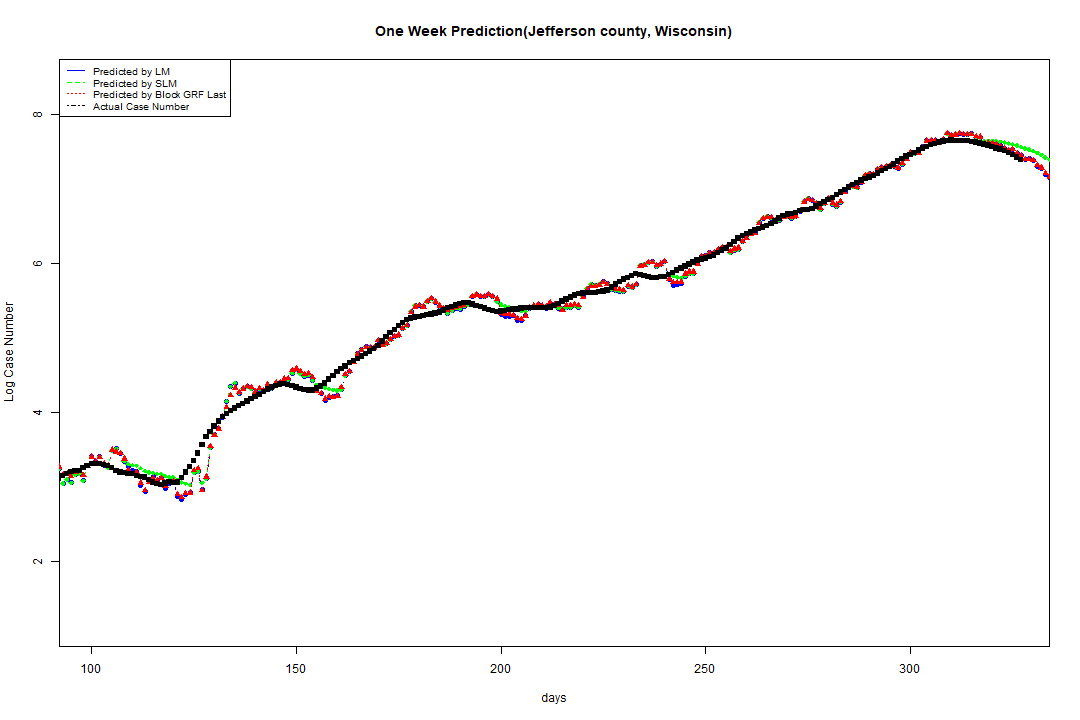 One Week Prediction(Jefferson county, Wisconsin)
Predicted by LM
Predicted by SLM
Predicted by Block GRF Last
Actual Case Number
8
6
4
2
Log Case Number
100 150 200 250 300
days